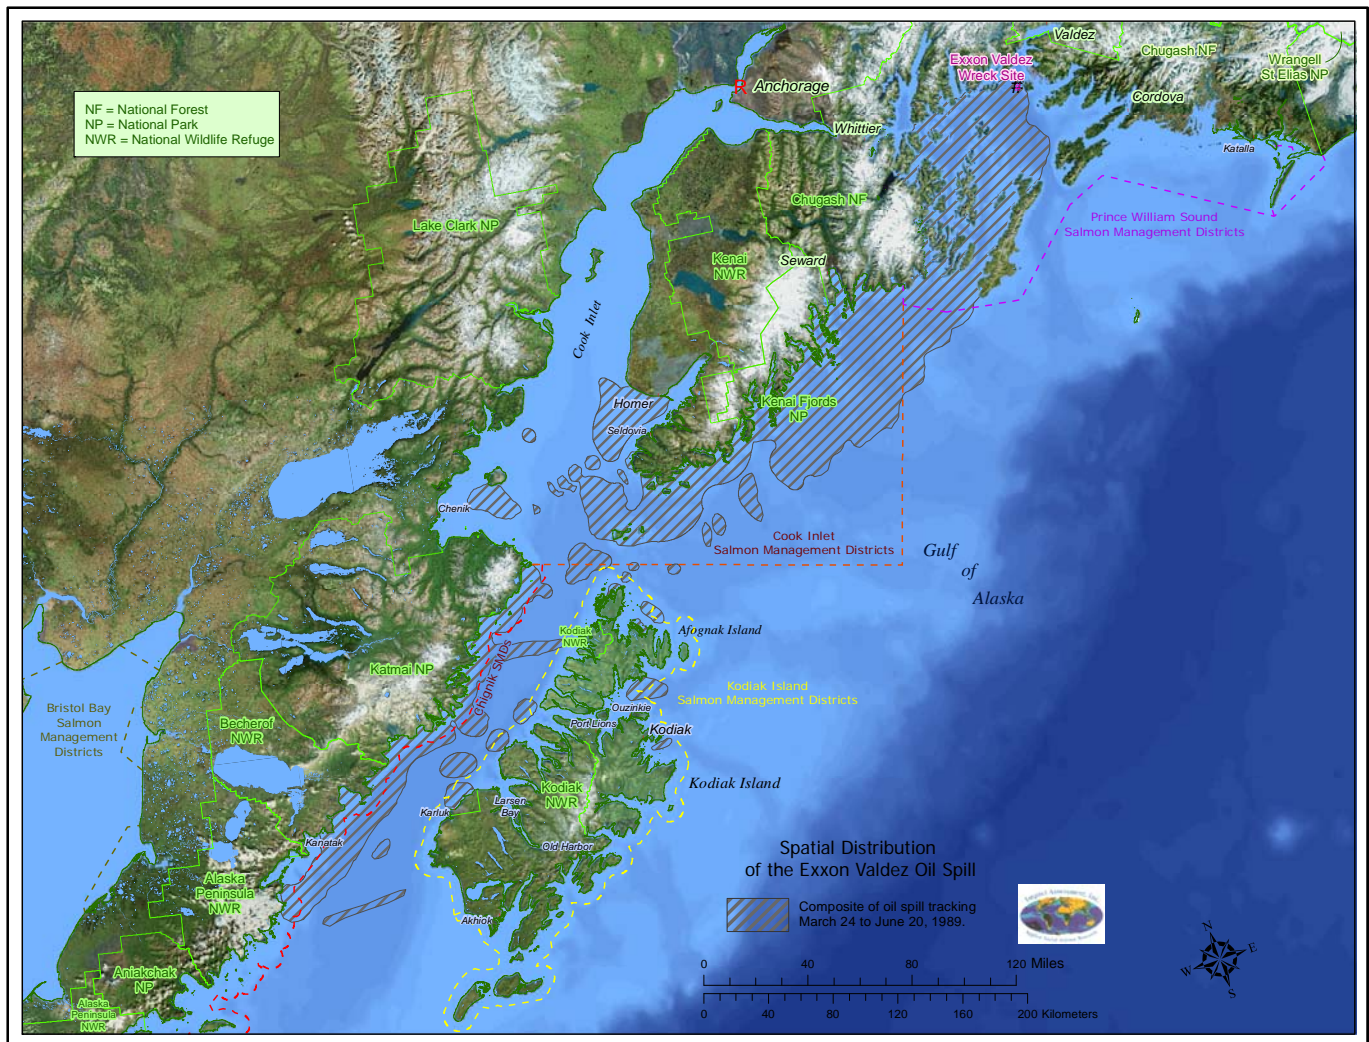 Valdez
Chugash NF
Wrangell
St Elias NP
Exxon Valdez
Wreck Site
#
R Anchorage
Cordova
NF = National Forest
NP = National Park
NWR = National Wildlife Refuge
Whittier
Katalla
Chugash NF
Lake Clark NP
Prince William Sound
Salmon Management Districts
Kenai
NWR
Seward
Cook Inlet
Homer
Seldovia
Kenai Fjords
NP
Chenik
Cook Inlet
Salmon Management Districts
Gulf
of
Alaska
Kodiak
NWR
Afognak Island
Katmai NP
Chignik SMDs
Kodiak Island
Salmon Management Districts
Bristol Bay
Salmon
Management
Districts
Becherof
NWR
Ouzinkie
Port Lions
Kodiak
Kodiak Island
Kodiak
NWR
Larsen
Bay
Karluk
Kanatak
Old Harbor
Spatial Distribution
of the Exxon Valdez Oil Spill
Alaska
Peninsula
NWR
Composite of oil spill tracking
March 24 to June 20, 1989.
Akhiok
N
E
W
S
Aniakchak
NP
0 40 80 120 Miles
Alaska
Peninsula
NWR
0 40 80 120 160 200 Kilometers